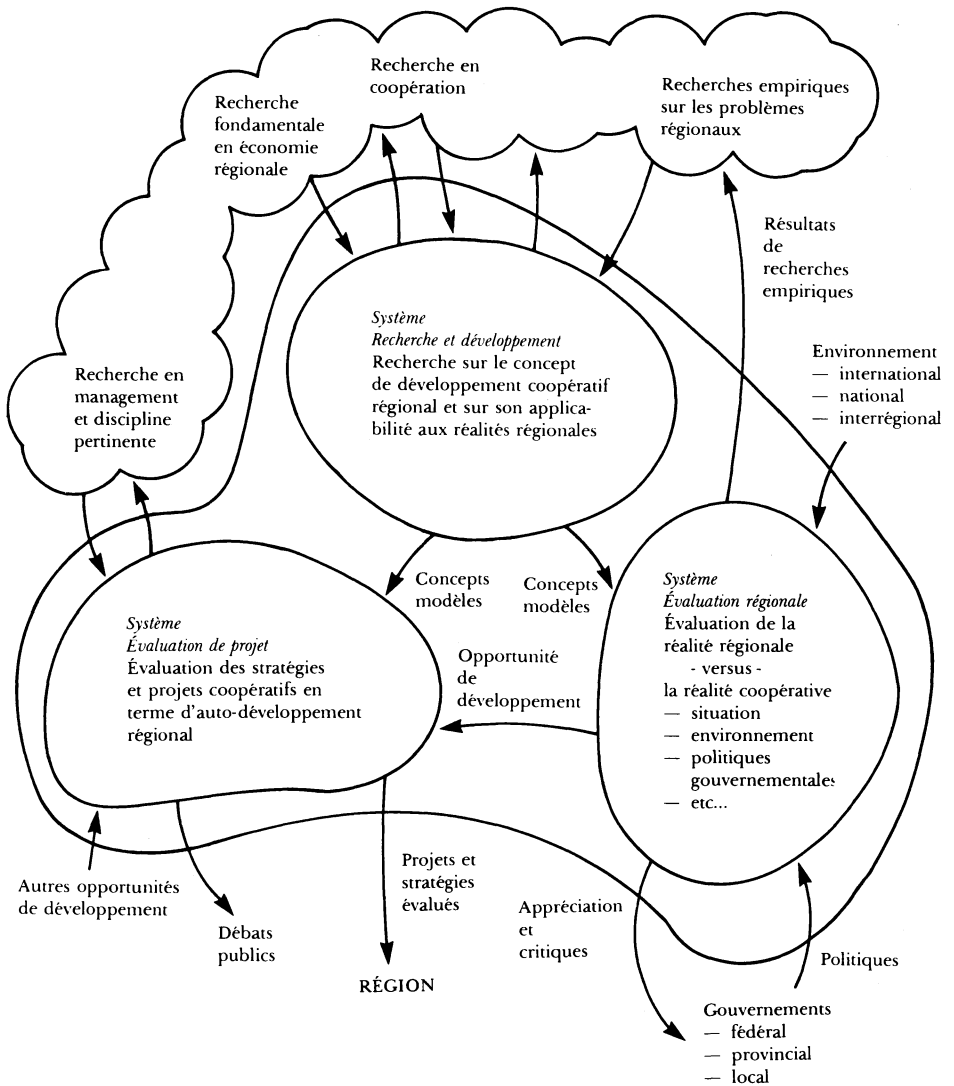 Recherche en
coopération
Recherche
fondamentale
en économie
régionale
Recherches empiriques
sur les problèmes
régionaux
Résultats
de
recherches
empiriques
Système
Recherche et développement
Recherche sur le concept
de développement coopératif
régional et sur son applica-
bilité aux réalités régionales
Environnement
— international
— national
— interrégional
Recherche en
management
et discipline
pertinente
Concepts
modèles
Concepts
modèles
Système
Évaluation de projet
Évaluation des stratégies
et projets coopératifs en
terme d'auto-développement
régional
Opportunité
de
développement
Système
Évaluation régionale
Évaluation de la
réalité régionale
- versus -
la réalité coopérative
— situation
— environnement
— politiques
gouvernementales
— etc...
Autres opportunités
de développement
Débats
publics
Projets et
stratégies
évalués
RÉGION
Appréciation
et
critiques
Politiques
Gouvernements
— fédéral
— provincial
— local